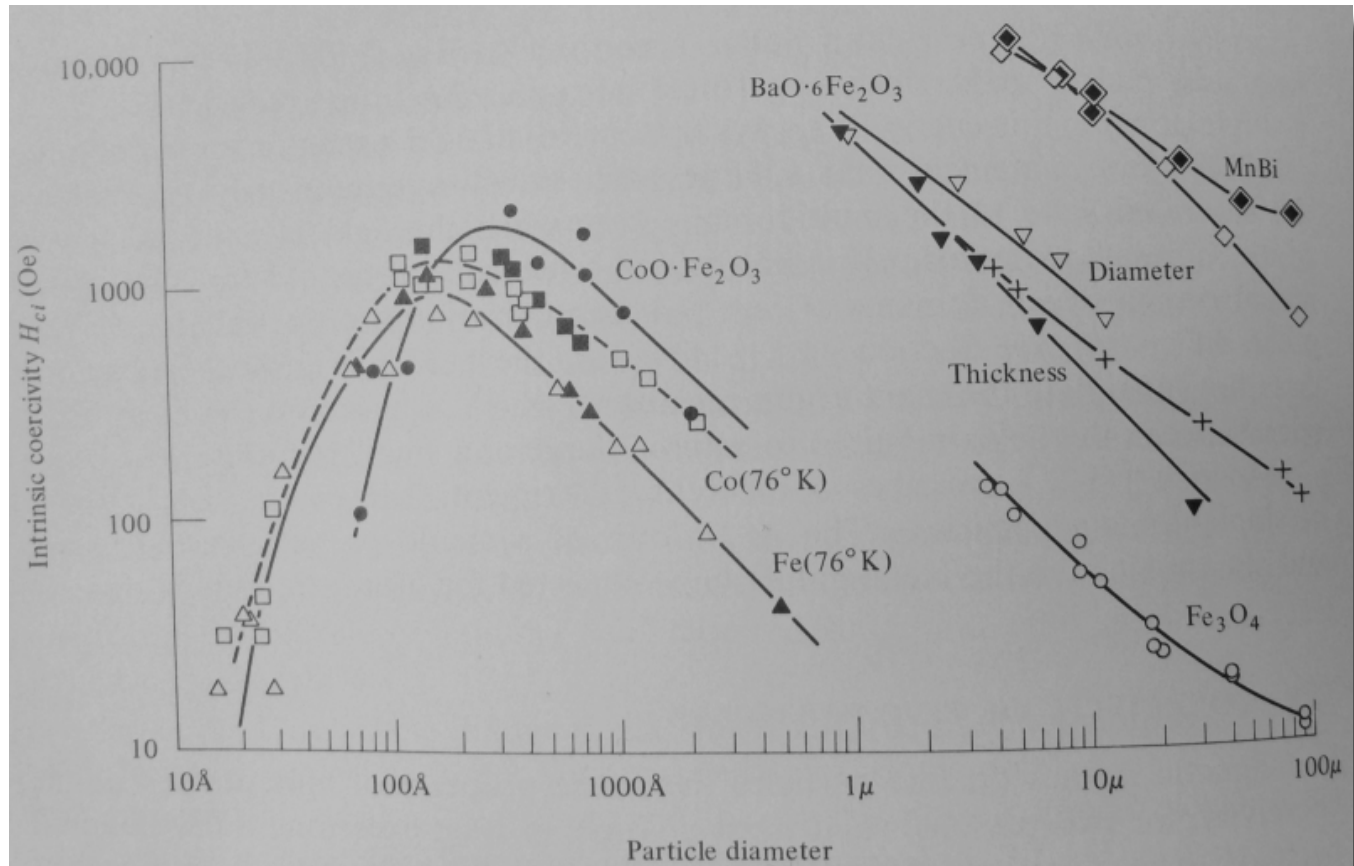 Intrinsic coercivity H_ci (Oe)
10,000
1000
100
10
BaO·6Fe₂O₃
MnBi
CoO·Fe₂O₃
Diameter
Thickness
Co(76°K)
Fe(76°K)
Fe₃O₄
10Å 100Å 1000Å 1μ 10μ 100μ
Particle diameter